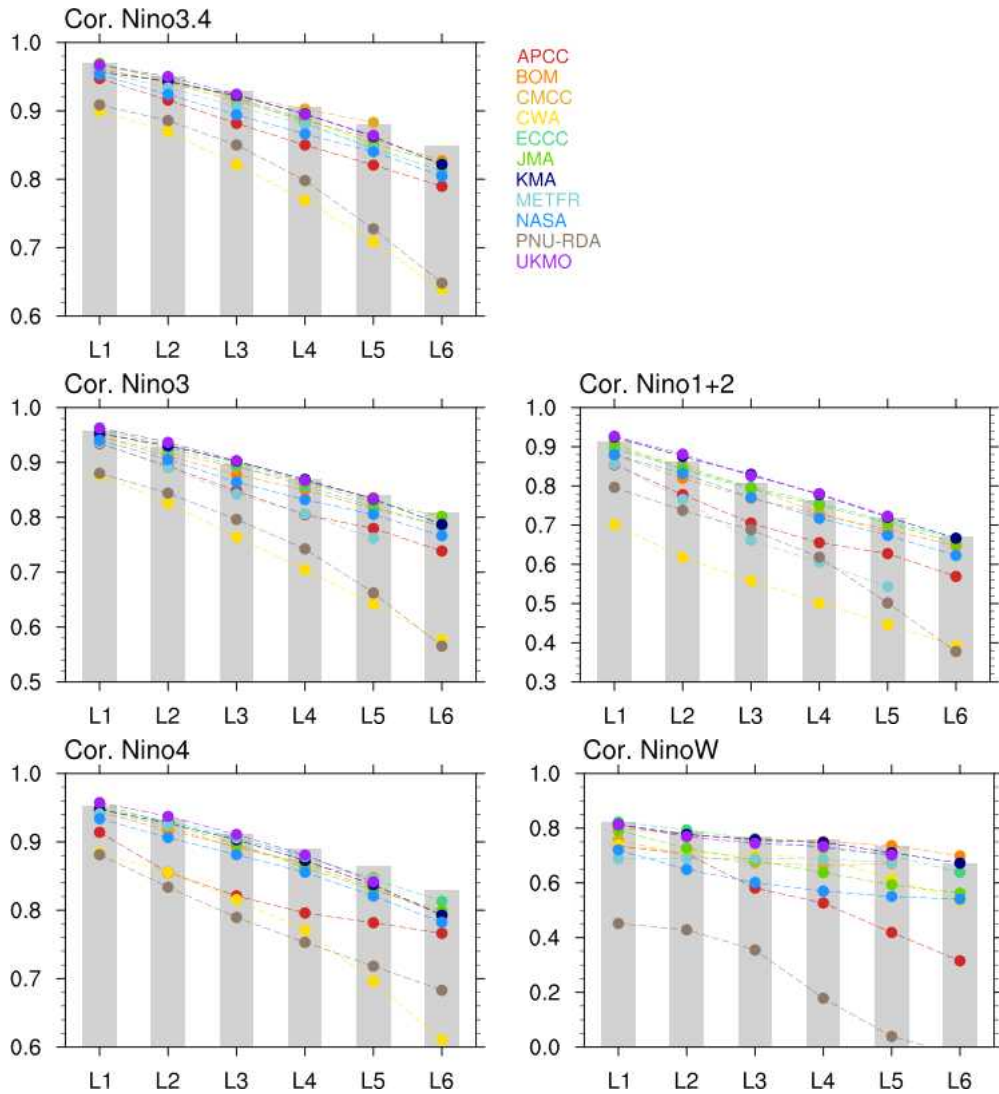 Cor. Nino3.4
1.0
0.9
0.8
0.7
0.6
L1 L2 L3 L4 L5 L6
APCC
BOM
CMCC
CWA
ECCC
JMA
KMA
METFR
NASA
PNU-RDA
UKMO
Cor. Nino3
1.0
0.9
0.8
0.7
0.6
0.5
L1 L2 L3 L4 L5 L6
Cor. Nino1+2
1.0
0.9
0.8
0.7
0.6
0.5
0.4
0.3
L1 L2 L3 L4 L5 L6
Cor. Nino4
1.0
0.9
0.8
0.7
0.6
L1 L2 L3 L4 L5 L6
Cor. NinoW
1.0
0.8
0.6
0.4
0.2
0.0
L1 L2 L3 L4 L5 L6